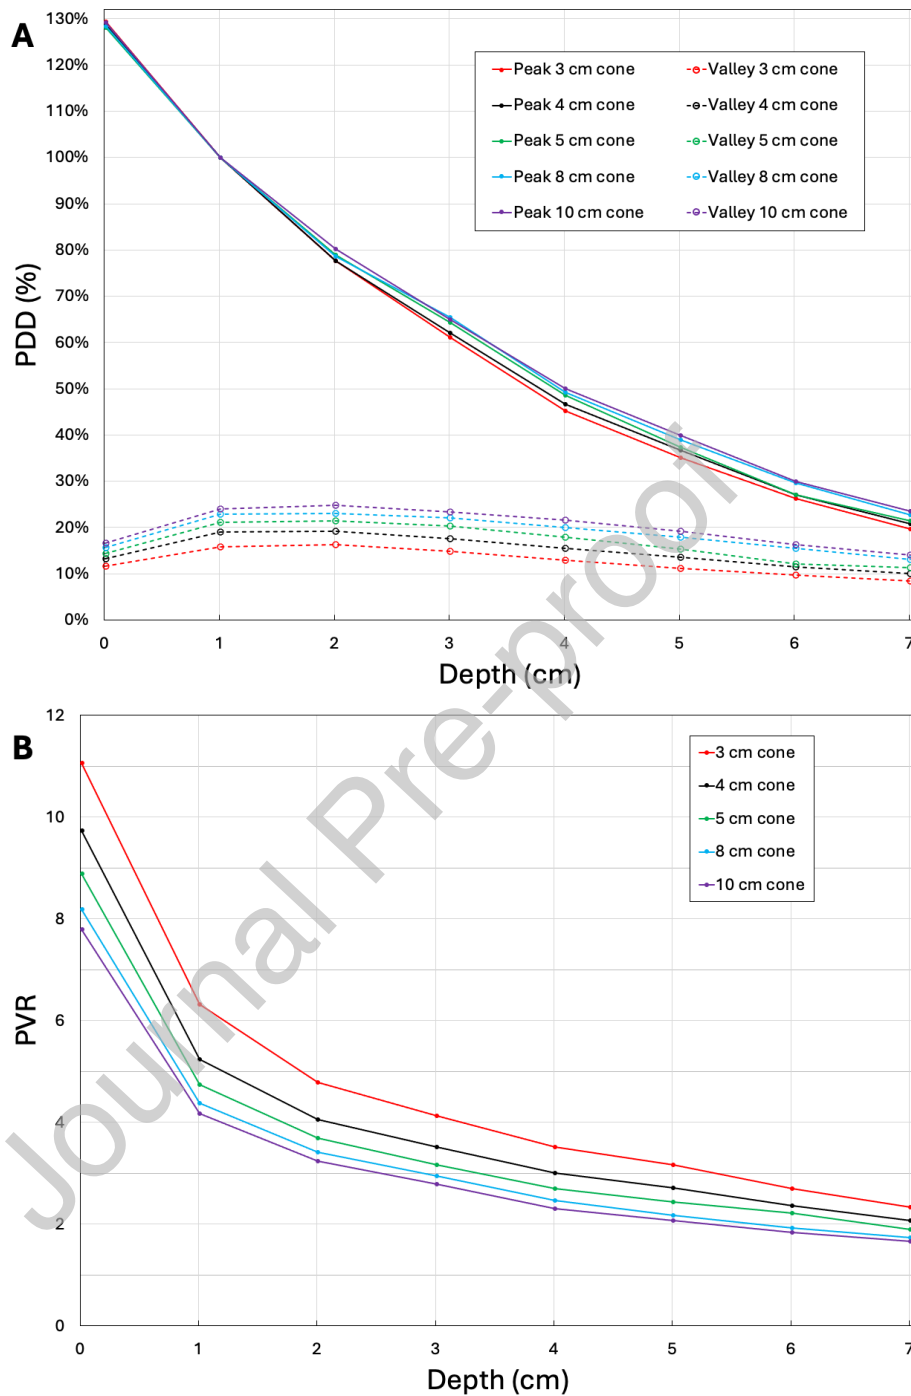 A
130%
120%
110%
100%
90%
80%
70%
60%
50%
40%
30%
20%
10%
0%
PDD (%)
Peak 3 cm cone Valley 3 cm cone
Peak 4 cm cone Valley 4 cm cone
Peak 5 cm cone Valley 5 cm cone
Peak 8 cm cone Valley 8 cm cone
Peak 10 cm cone Valley 10 cm cone
0 1 2 3 4 5 6 7
Depth (cm)
B
12
10
8
6
4
2
0
PVR
3 cm cone
4 cm cone
5 cm cone
8 cm cone
10 cm cone
0 1 2 3 4 5 6 7
Depth (cm)
Journal Pre-proof